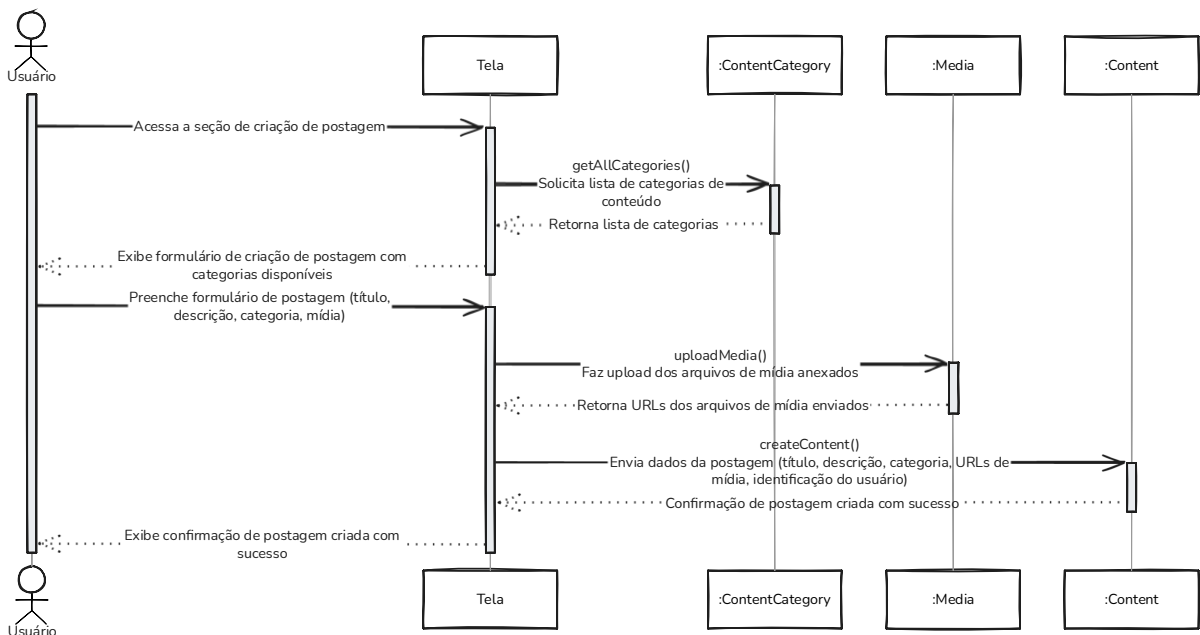 Usuário
Tela
:ContentCategory
:Media
:Content
Acessa a seção de criação de postagem
getAllCategories()
Solicita lista de categorias de
conteúdo
Retorna lista de categorias
Exibe formulário de criação de postagem com
categorias disponíveis
Preenche formulário de postagem (título,
descrição, categoria, mídia)
uploadMedia()
Faz upload dos arquivos de mídia anexados
Retorna URLs dos arquivos de mídia enviados
createContent()
Envia dados da postagem (título, descrição, categoria, URLs de
mídia, identificação do usuário)
Confirmação de postagem criada com sucesso
Exibe confirmação de postagem criada com
sucesso
Tela
:ContentCategory
:Media
:Content
Usuário